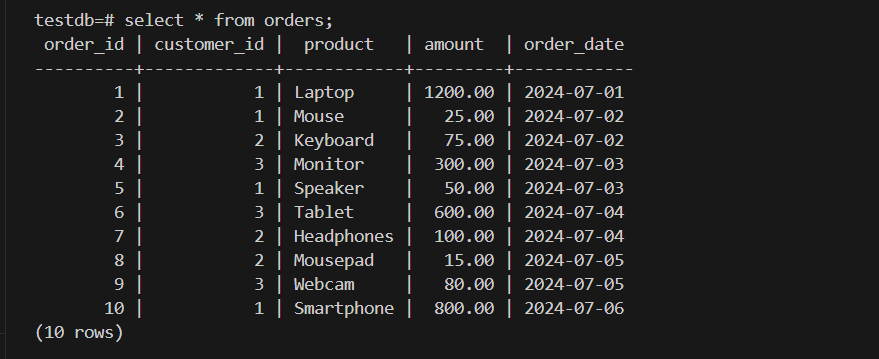 testdb=# select * from orders;
 order_id | customer_id |  product   | amount  | order_date
----------+-------------+------------+---------+------------
        1 |           1 | Laptop     | 1200.00 | 2024-07-01
        2 |           1 | Mouse      |   25.00 | 2024-07-02
        3 |           2 | Keyboard   |   75.00 | 2024-07-02
        4 |           3 | Monitor    |  300.00 | 2024-07-03
        5 |           1 | Speaker    |   50.00 | 2024-07-03
        6 |           3 | Tablet     |  600.00 | 2024-07-04
        7 |           2 | Headphones |  100.00 | 2024-07-04
        8 |           2 | Mousepad   |   15.00 | 2024-07-05
        9 |           3 | Webcam     |   80.00 | 2024-07-05
       10 |           1 | Smartphone |  800.00 | 2024-07-06
(10 rows)